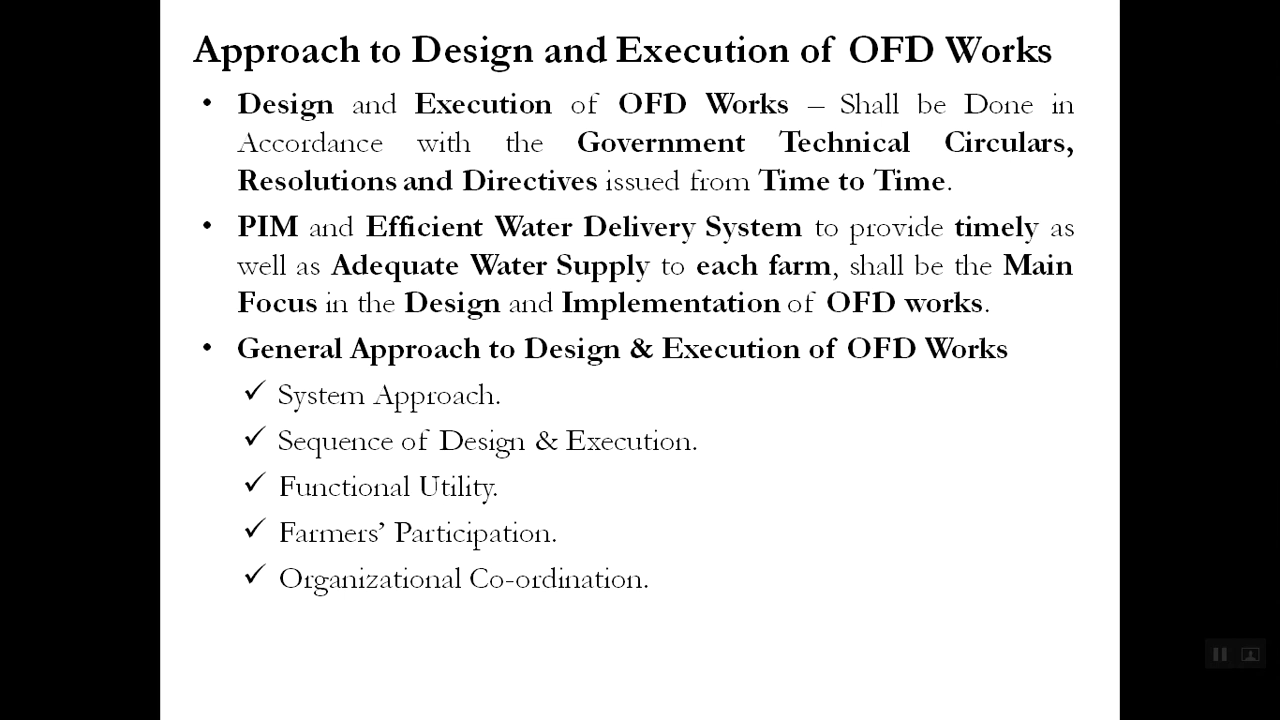 Approach to Design and Execution of OFD Works
• Design and Execution of OFD Works – Shall be Done in
Accordance with the Government Technical Circulars,
Resolutions and Directives issued from Time to Time.
• PIM and Efficient Water Delivery System to provide timely as
well as Adequate Water Supply to each farm, shall be the Main
Focus in the Design and Implementation of OFD works.
• General Approach to Design & Execution of OFD Works
✓ System Approach.
✓ Sequence of Design & Execution.
✓ Functional Utility.
✓ Farmers’ Participation.
✓ Organizational Co-ordination.